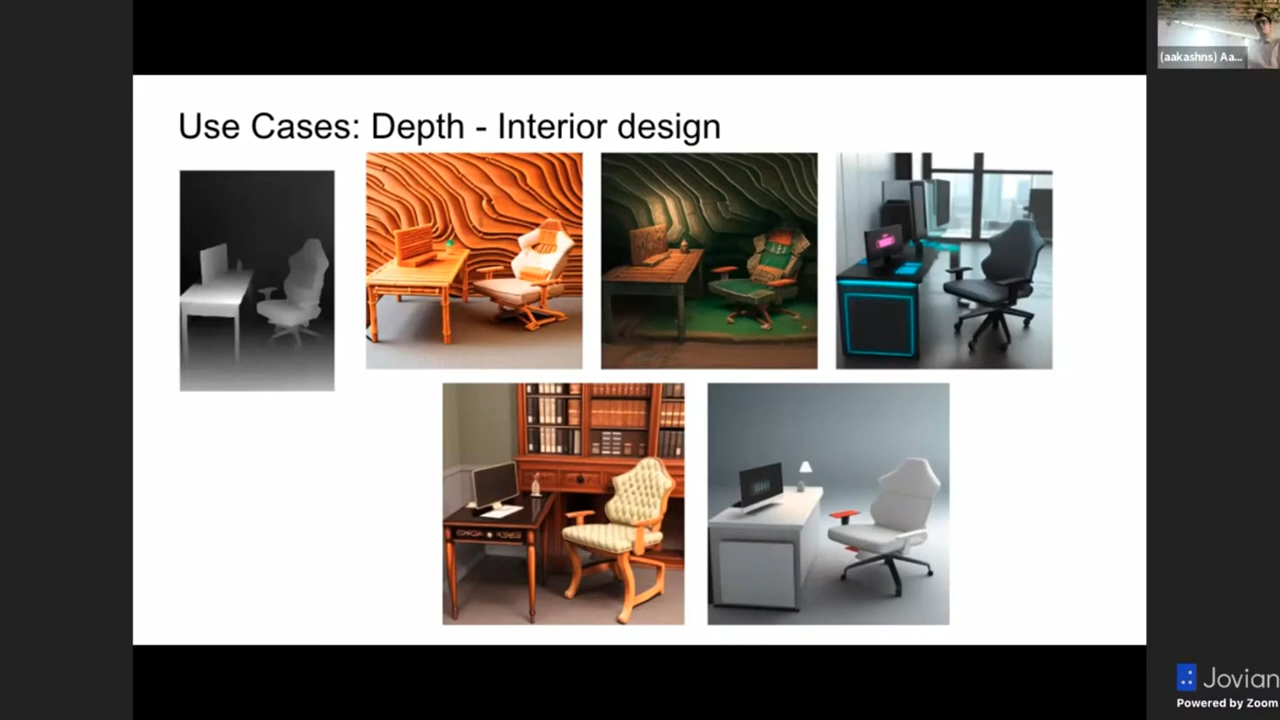 (aakashns) Aa...
Use Cases: Depth - Interior design
Jovian
Powered by Zoom